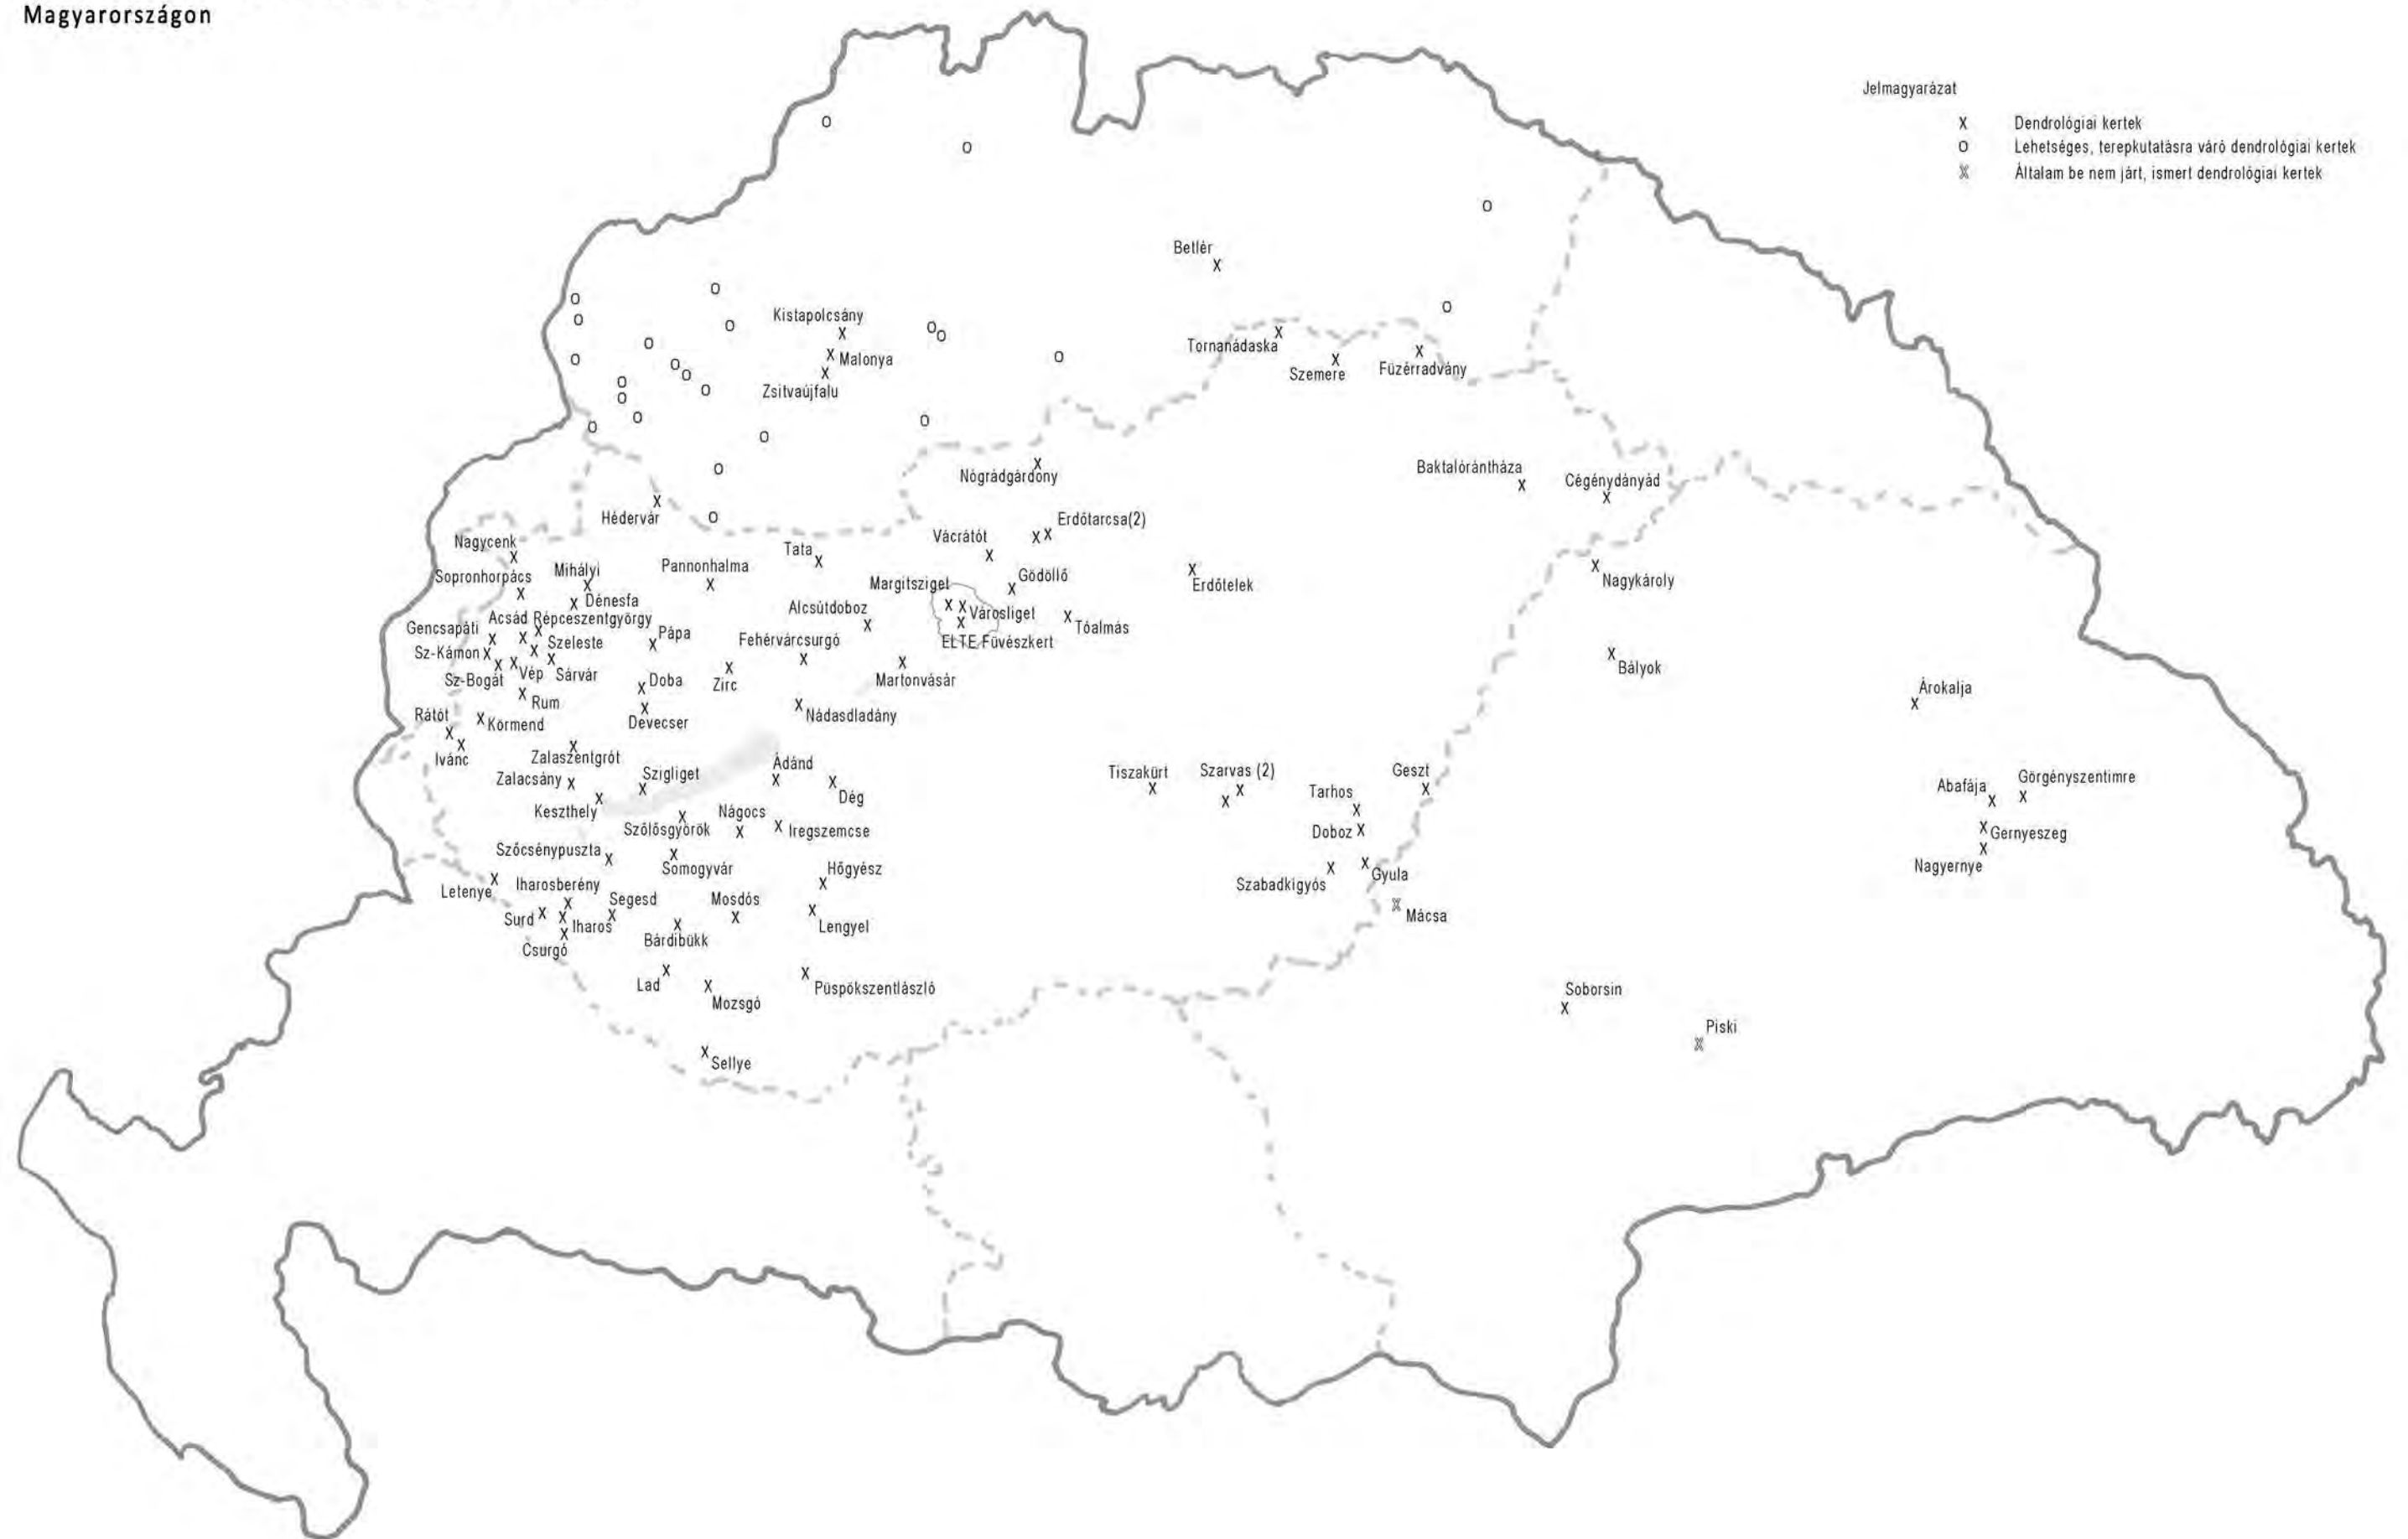 Magyarországon
Jelmagyarázat
X Dendrológiai kertek
O Lehetséges, terepkutatásra váró dendrológiai kertek
X Általam be nem járt, ismert dendrológiai kertek
Betlér
Kistapolcsány
Malonya
Zsitvaújfalu
Tornanádaska
Szemere
Füzérradvány
Nógrádgárdony
Baktalórántháza
Cégénydányád
Hédervár
Erdőtarcsa(2)
Vácrátót
Nagycenk
Tata
Mihályi
Pannonhalma
Sopronhorpács
Margitsziget
Gödöllő
Nagykároly
Erdőtelek
Dénesfa
Alcsútdoboz
Városliget
Acsád
Répceszentgyörgy
Gencsapáti
Tóalmás
Pápa
Fehérvárcsurgó
Szeleste
ELTE Füvészkert
Sz-Kámon
Bályok
Sz-Bogát
Vép
Sárvár
Doba
Zirc
Martonvásár
Árokalja
Rum
Rátót
Körmend
Devecser
Nádasdladány
Ivánc
Zalaszentgrót
Zalacsány
Szigliget
Ádánd
Tiszakürt
Szarvas (2)
Geszt
Görgényszentimre
Abafája
Tarhos
Dég
Keszthely
Nágocs
Szőlősgyörök
Iregszemcse
Doboz
Gernyeszeg
Szőcsénypuszta
Somogyvár
Hőgyész
Nagyernye
Gyula
Szabadkígyós
Letenye
Iharosberény
Segesd
Mosdós
Mácsa
Surd
Iharos
Lengyel
Bárdibükk
Csurgó
Lad
Püspökszentlászló
Soborsin
Mozsgó
Piski
Sellye